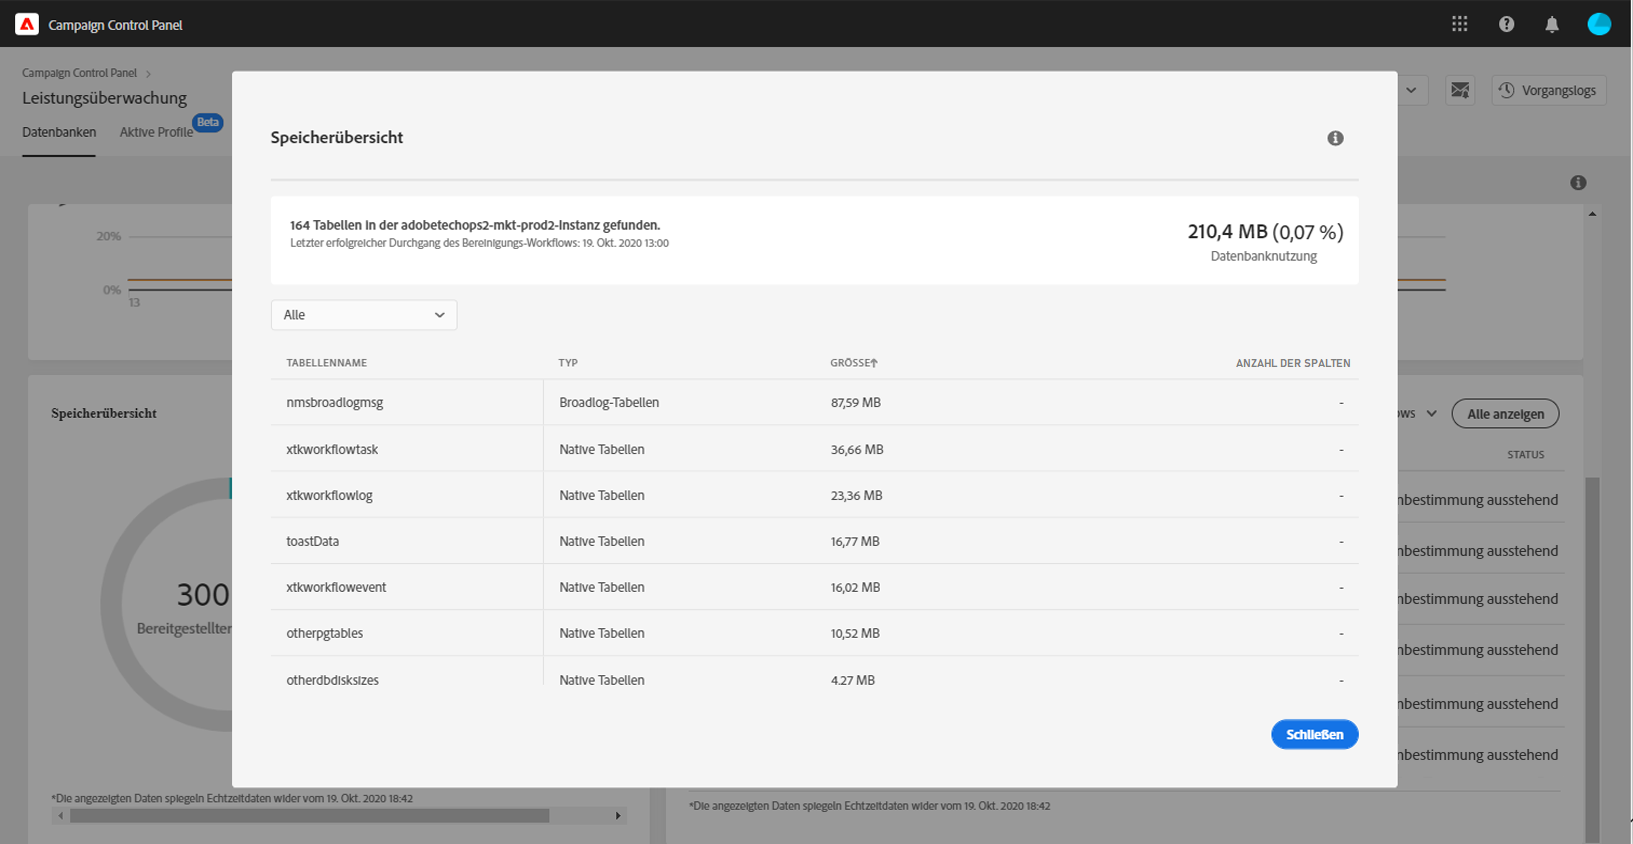 Campaign Control Panel
Campaign Control Panel
Leistungsüberwachung
Vorgangslogs
Datenbanken Aktive Profile Beta
Speicherübersicht
164 Tabellen in der adobetechops2-mkt-prod2-Instanz gefunden.
Letzter erfolgreicher Durchgang des Bereinigungs-Workflows: 19. Okt. 2020 13:00
210,4 MB (0,07 %)
Datenbanknutzung
20%
0%
13
Alle
TABELLENNAME TYP GRÖSSE↑ ANZAHL DER SPALTEN
nmsbroadlogmsg Broadlog-Tabellen 87,59 MB -
xtkworkflowtask Native Tabellen 36,66 MB -
xtkworkflowlog Native Tabellen 23,36 MB -
toastData Native Tabellen 16,77 MB -
xtkworkflowevent Native Tabellen 16,02 MB -
otherpgtables Native Tabellen 10,52 MB -
otherdbdisksizes Native Tabellen 4.27 MB -
Schließen
Speicherübersicht
300
Bereitgestellter
*Die angezeigten Daten spiegeln Echtzeitdaten wider vom 19. Okt. 2020 18:42
ows Alle anzeigen
STATUS
nbestimmung ausstehend
nbestimmung ausstehend
nbestimmung ausstehend
nbestimmung ausstehend
nbestimmung ausstehend
nbestimmung ausstehend
*Die angezeigten Daten spiegeln Echtzeitdaten wider vom 19. Okt. 2020 18:42